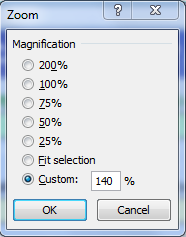 Zoom
Magnification
200%
100%
75%
50%
25%
Fit selection
Custom: 140 %
OK Cancel